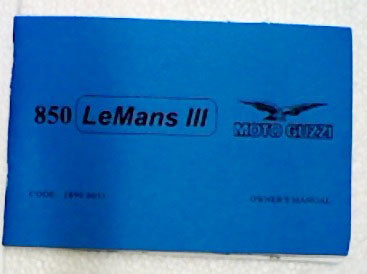 850 LeMans III
MOTO GUZZI
CODE:
OWNER'S MANUAL